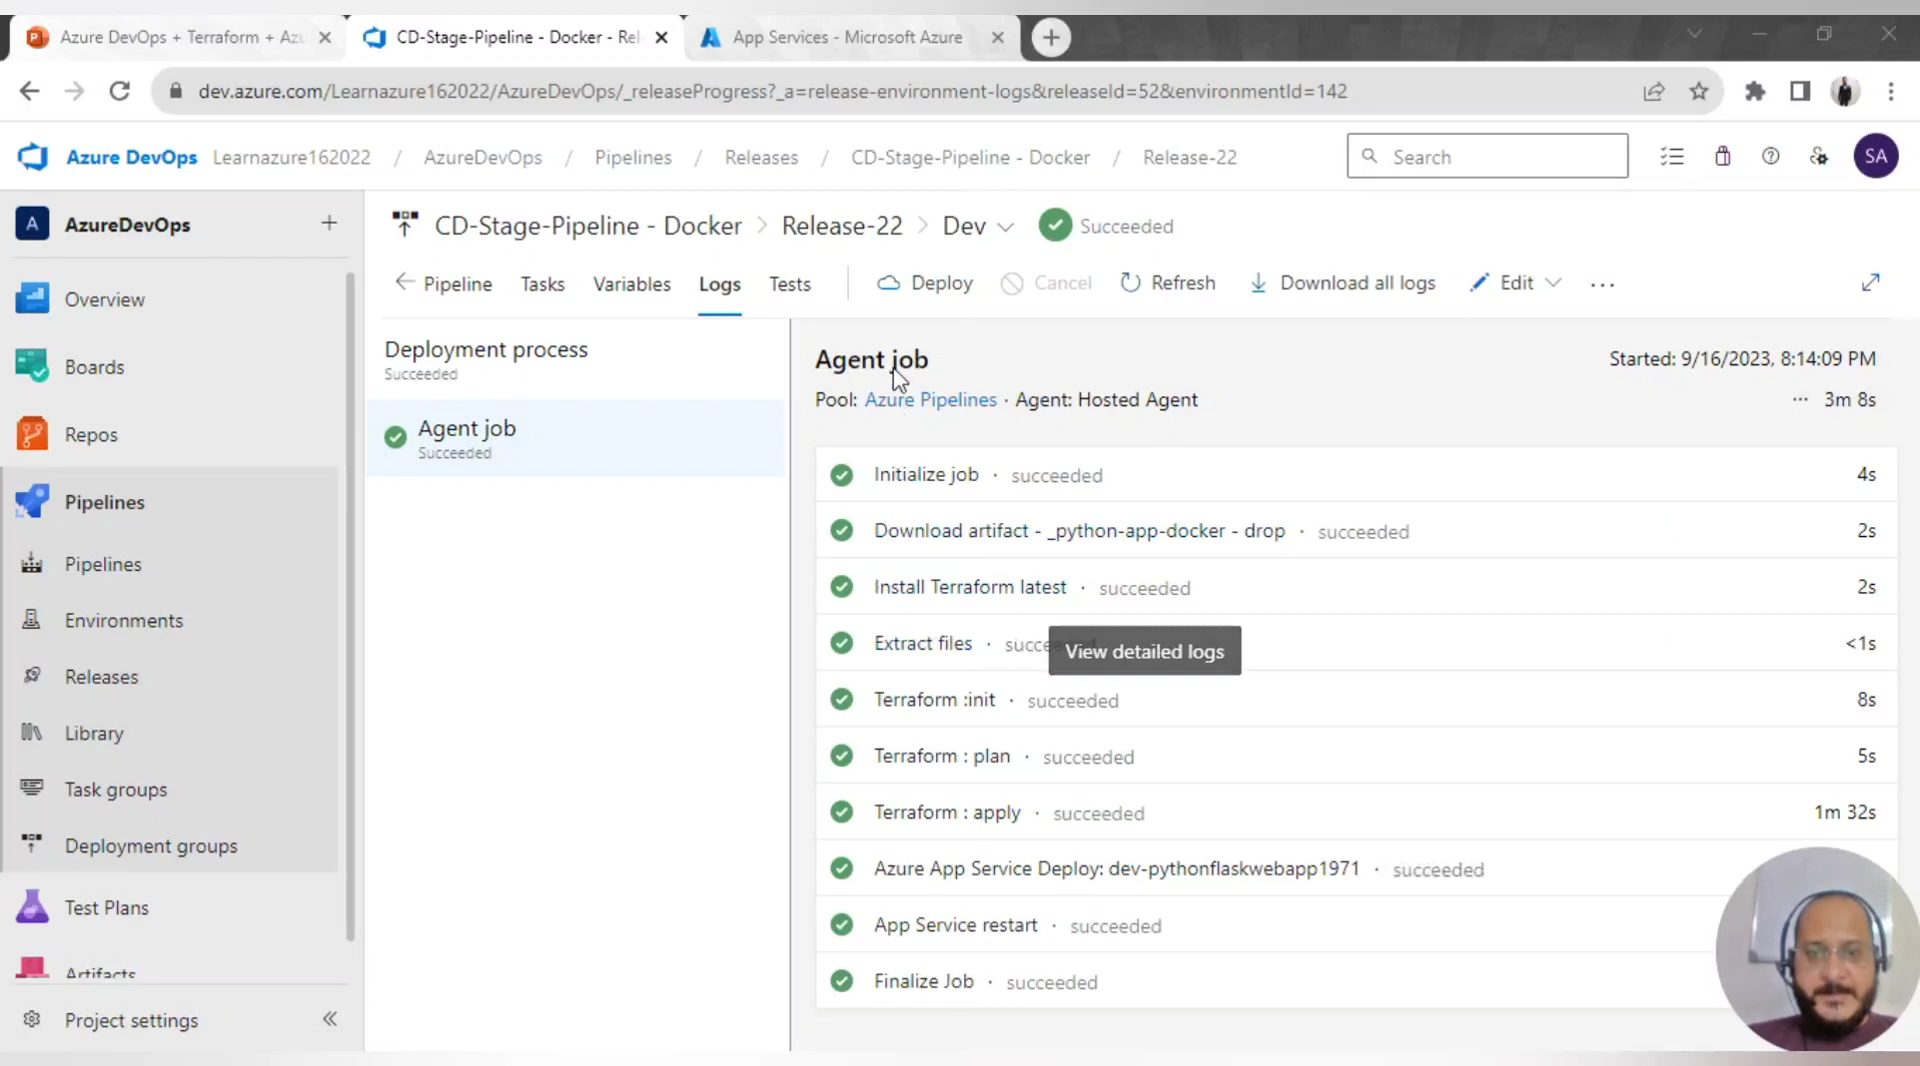 Azure DevOps + Terraform + Azu
CD-Stage-Pipeline - Docker - Rel
App Services - Microsoft Azure
dev.azure.com/Learnazure162022/AzureDevOps/_releaseProgress?_a=release-environment-logs&releaseId=52&environmentId=142
Azure DevOps Learnazure162022 / AzureDevOps / Pipelines / Releases / CD-Stage-Pipeline - Docker / Release-22
Search
SA
A AzureDevOps
Overview
Boards
Repos
Pipelines
Pipelines
Environments
Releases
Library
Task groups
Deployment groups
Test Plans
Artifacts
Project settings
CD-Stage-Pipeline - Docker > Release-22 > Dev Succeeded
Pipeline Tasks Variables Logs Tests Deploy Cancel Refresh Download all logs Edit ...
Deployment process
Succeeded
Agent job
Succeeded
Agent job
Started: 9/16/2023, 8:14:09 PM
Pool: Azure Pipelines · Agent: Hosted Agent
... 3m 8s
Initialize job · succeeded 4s
Download artifact - _python-app-docker - drop · succeeded 2s
Install Terraform latest · succeeded 2s
Extract files · <1s
View detailed logs
Terraform :init · succeeded 8s
Terraform : plan · succeeded 5s
Terraform : apply · succeeded 1m 32s
Azure App Service Deploy: dev-pythonflaskwebapp1971 · succeeded
App Service restart · succeeded
Finalize Job · succeeded